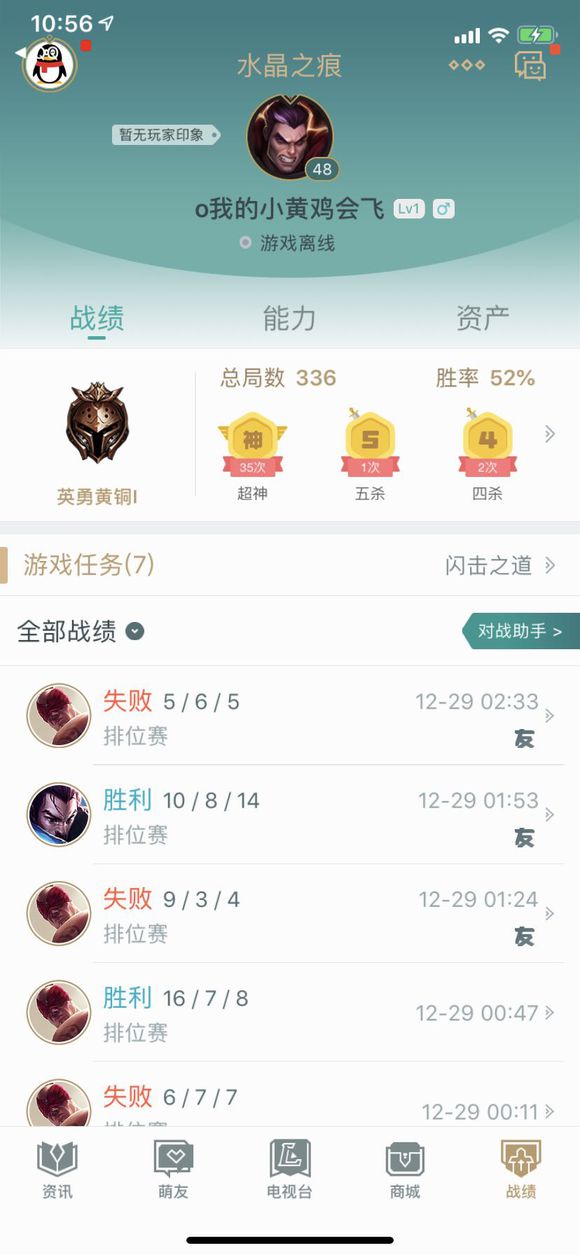 10:56
水晶之痕
暂无玩家印象
48
o我的小黄鸡会飞 Lv1
游戏离线
战绩 能力 资产
总局数 336 胜率 52%
神 5 4
35次 1次 2次
超神 五杀 四杀
英勇黄铜I
游戏任务(7) 闪击之道
全部战绩 对战助手 >
失败 5 / 6 / 5 12-29 02:33
排位赛 友
胜利 10 / 8 / 14 12-29 01:53
排位赛 友
失败 9 / 3 / 4 12-29 01:24
排位赛 友
胜利 16 / 7 / 8 12-29 00:47
排位赛
失败 6 / 7 / 7 12-29 00:11
资讯 萌友 电视台 商城 战绩